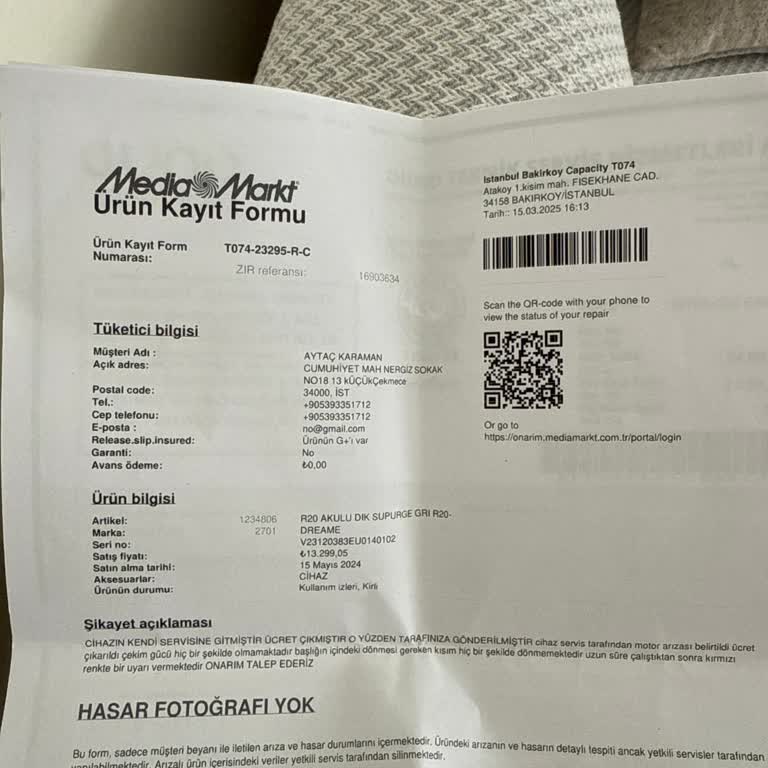 Media Markt
Ürün Kayıt Formu
Ürün Kayıt Form Numarası: T074-23295-R-C
ZIR referansı: 16903634
Istanbul Bakirkoy Capacity T074
Atakoy 1.kisim mah. FISEKHANE CAD.
34158 BAKIRKOY/İSTANBUL
Tarih:: 15.03.2025 16:13
Scan the QR-code with your phone to
view the status of your repair
Or go to
https://onarim.mediamarkt.com.tr/portal/login
Tüketici bilgisi
Müşteri Adı : AYTAÇ KARAMAN
Açık adres: CUMUHİYET MAH NERGİZ SOKAK
NO18 13 kÜÇÜKÇekmece
Postal code: 34000, İST
Tel.: +905393351712
Cep telefonu: +905393351712
E-posta : no@gmail.com
Release.slip.insured: Ürünün G+'ı var
Garanti: No
Avans ödeme: ₺0,00
Ürün bilgisi
Artikel: 1234806 R20 AKULU DIK SUPURGE GRI R20-
Marka: 2701 DREAME
Seri no: V23120383EU0140102
Satış fiyatı: ₺13.299,05
Satın alma tarihi: 15 Mayıs 2024
Aksesuarlar: CİHAZ
Ürünün durumu: Kullanım izleri, Kirli
Şikayet açıklaması
CİHAZIN KENDİ SERVİSİNE GİTMİŞTİR ÜCRET ÇIKMIŞTIR O YÜZDEN TARAFINIZA GÖNDERİLMİŞTİR cihaz servis tarafından motor arızası belirtildi ücret
çıkarıldı çekim gücü hiç bir şekilde olmamaktadır başlığın içindeki dönmesi gereken kısım hiç bir şekilde dönmemektedir uzun süre çalıştıktan sonra kırmızı
renkte bir uyarı vermektedir ONARIM TALEP EDERİZ
HASAR FOTOĞRAFI YOK
Bu form, sadece müşteri beyanı ile iletilen arıza ve hasar durumlarını içermektedir. Üründeki arızanın ve hasarın detaylı tespiti ancak yetkili servisler tarafından
yapılabilmektedir. Arızalı ürün içerisindeki veriler yetkili servis tarafından silinmektedir.